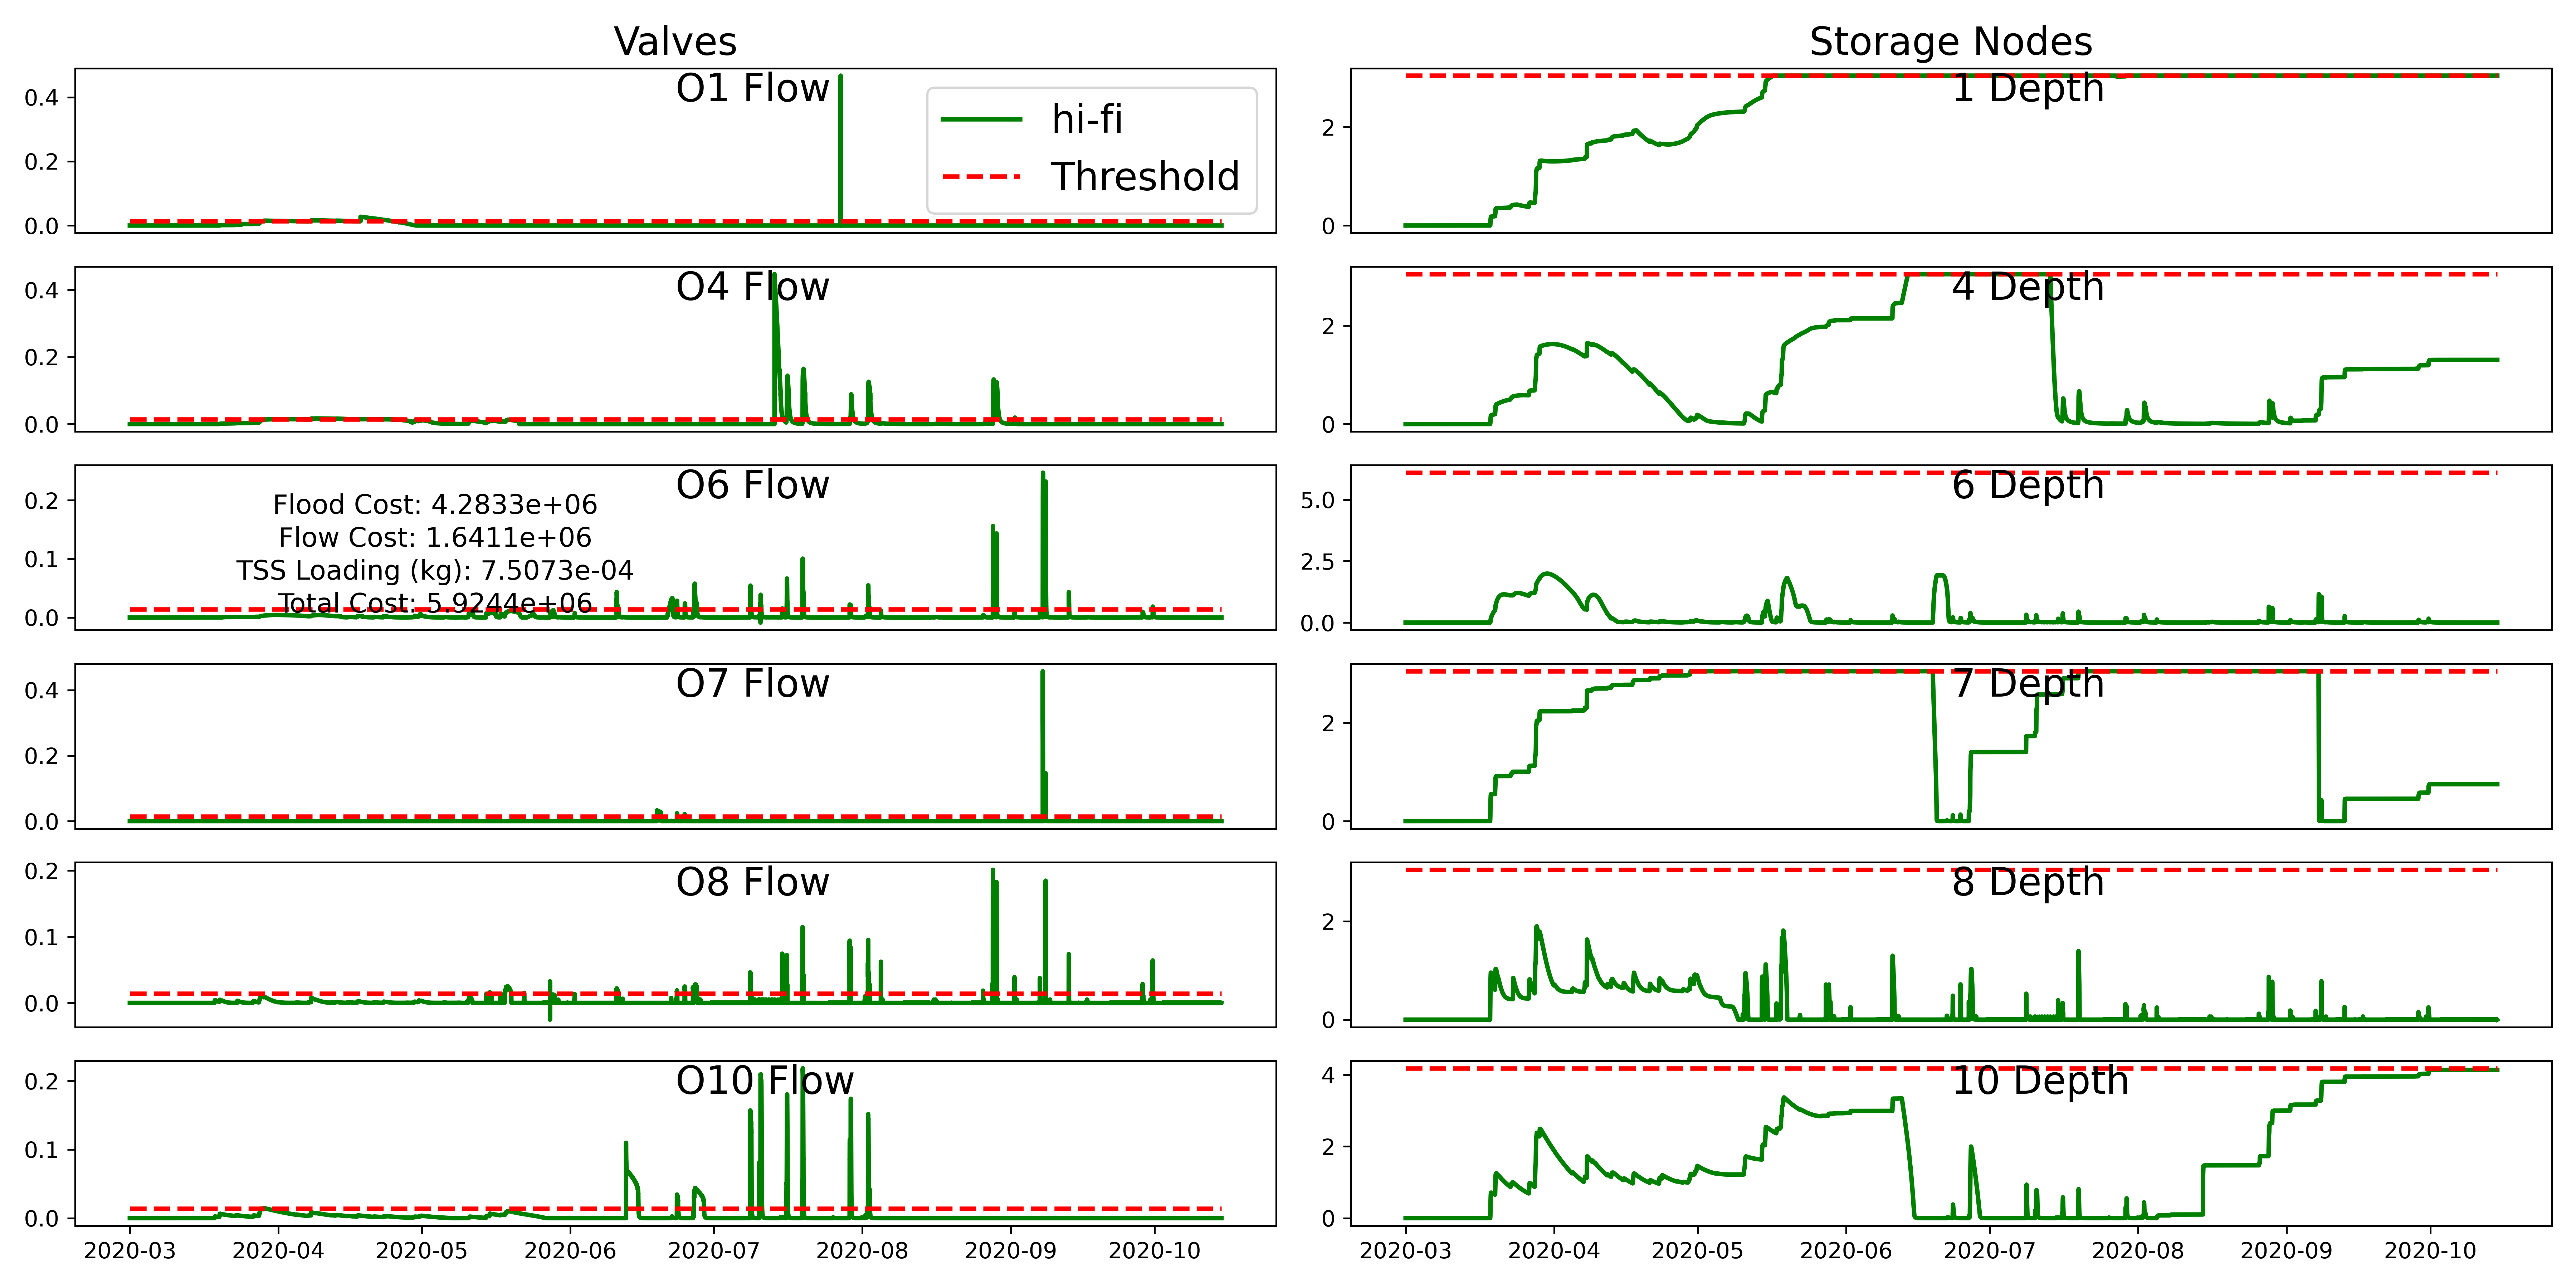 Valves
Storage Nodes
O1 Flow
hi-fi
Threshold
0.4
0.2
0.0
1 Depth
2
0
O4 Flow
0.4
0.2
0.0
4 Depth
2
0
O6 Flow
0.2
0.1
0.0
Flood Cost: 4.2833e+06
Flow Cost: 1.6411e+06
TSS Loading (kg): 7.5073e-04
Total Cost: 5.9244e+06
6 Depth
5.0
2.5
0.0
O7 Flow
0.4
0.2
0.0
7 Depth
2
0
O8 Flow
0.2
0.1
0.0
8 Depth
2
0
O10 Flow
0.2
0.1
0.0
10 Depth
4
2
0
2020-03 2020-04 2020-05 2020-06 2020-07 2020-08 2020-09 2020-10
2020-03 2020-04 2020-05 2020-06 2020-07 2020-08 2020-09 2020-10